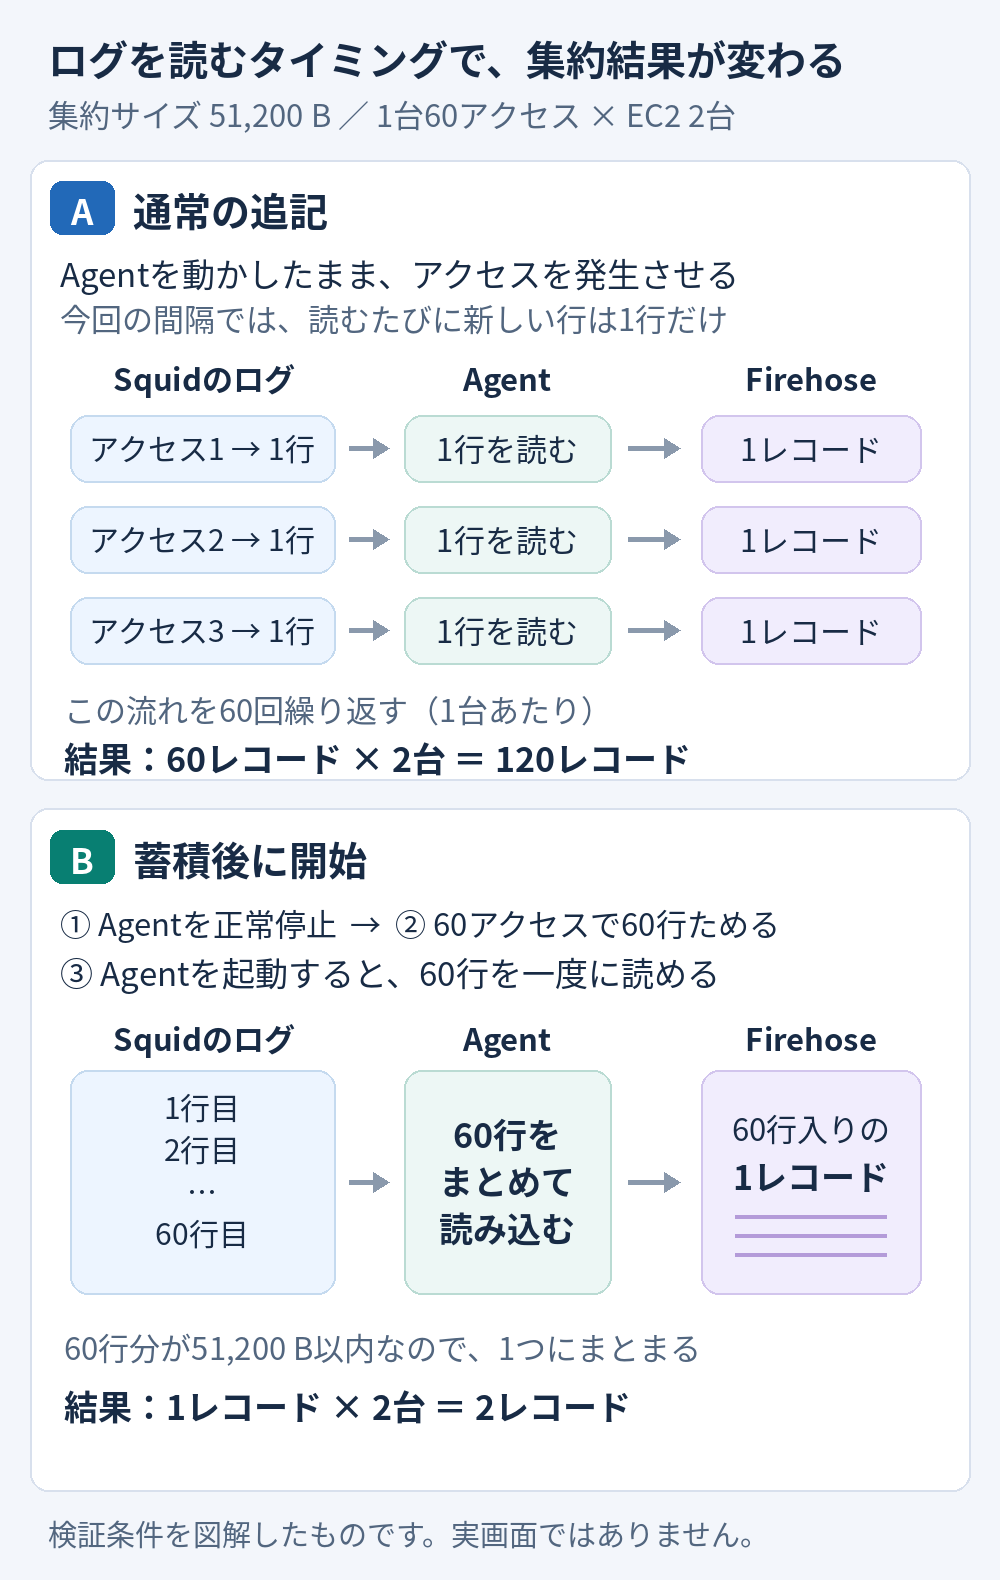 ログを読むタイミングで、集約結果が変わる
集約サイズ 51,200 B ／ 1台60アクセス × EC2 2台
A 通常の追記
Agentを動かしたまま、アクセスを発生させる
今回の間隔では、読むたびに新しい行は1行だけ
Squidのログ Agent Firehose
アクセス1 → 1行 1行を読む 1レコード
アクセス2 → 1行 1行を読む 1レコード
アクセス3 → 1行 1行を読む 1レコード
この流れを60回繰り返す（1台あたり）
結果：60レコード × 2台 ＝ 120レコード
B 蓄積後に開始
① Agentを正常停止 → ② 60アクセスで60行ためる
③ Agentを起動すると、60行を一度に読める
Squidのログ Agent Firehose
1行目
2行目
…
60行目
60行を
まとめて
読み込む
60行入りの
1レコード
60行分が51,200 B以内なので、1つにまとまる
結果：1レコード × 2台 ＝ 2レコード
検証条件を図解したものです。実画面ではありません。